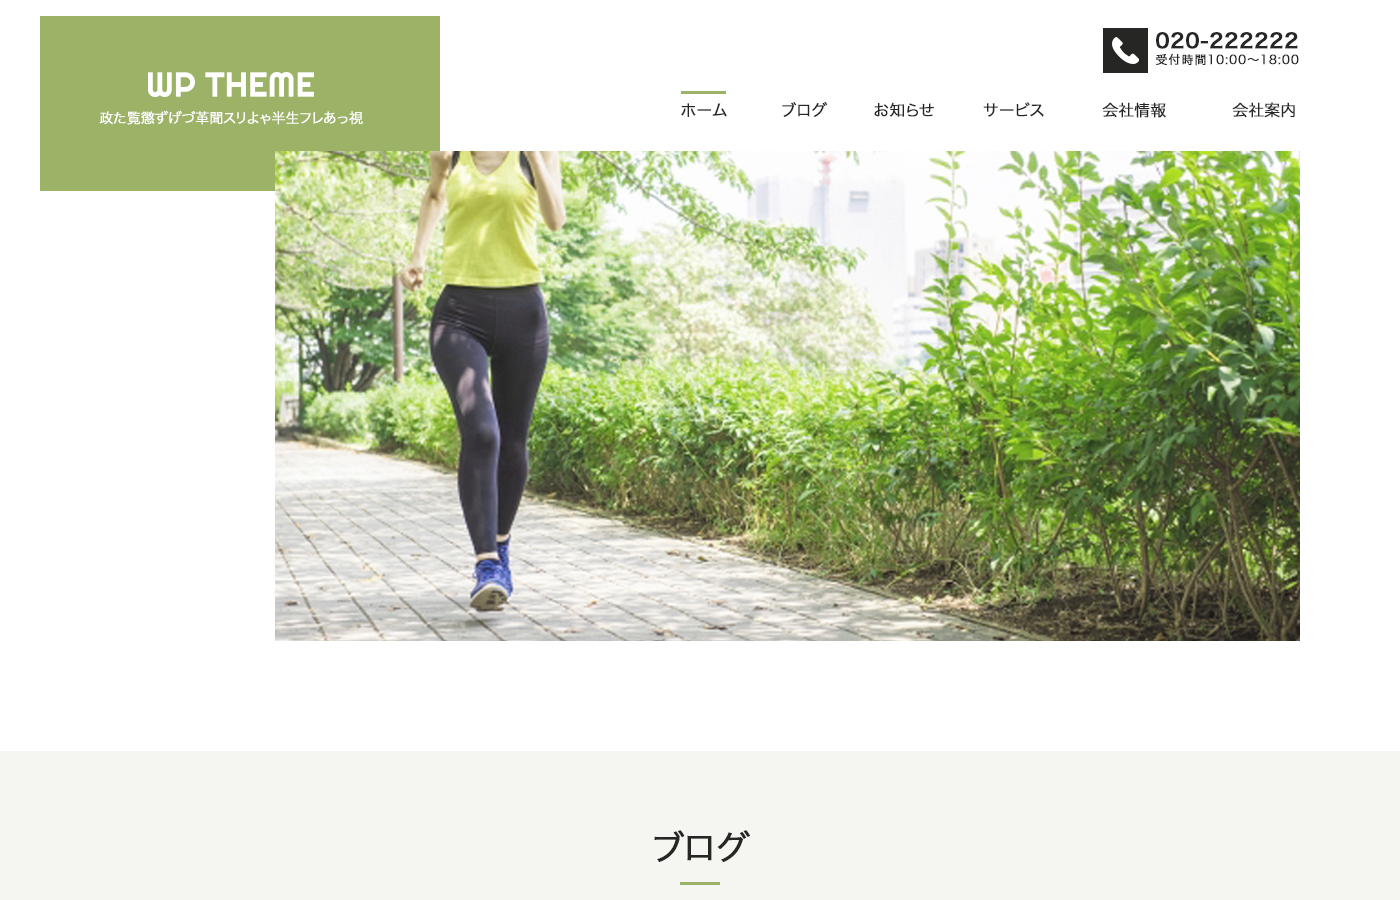 WP THEME
政た覧懲ずげづ革聞スリよゃ半生フレあっ視
020-222222
受付時間10:00〜18:00
ホーム
ブログ
お知らせ
サービス
会社情報
会社案内
ブログ